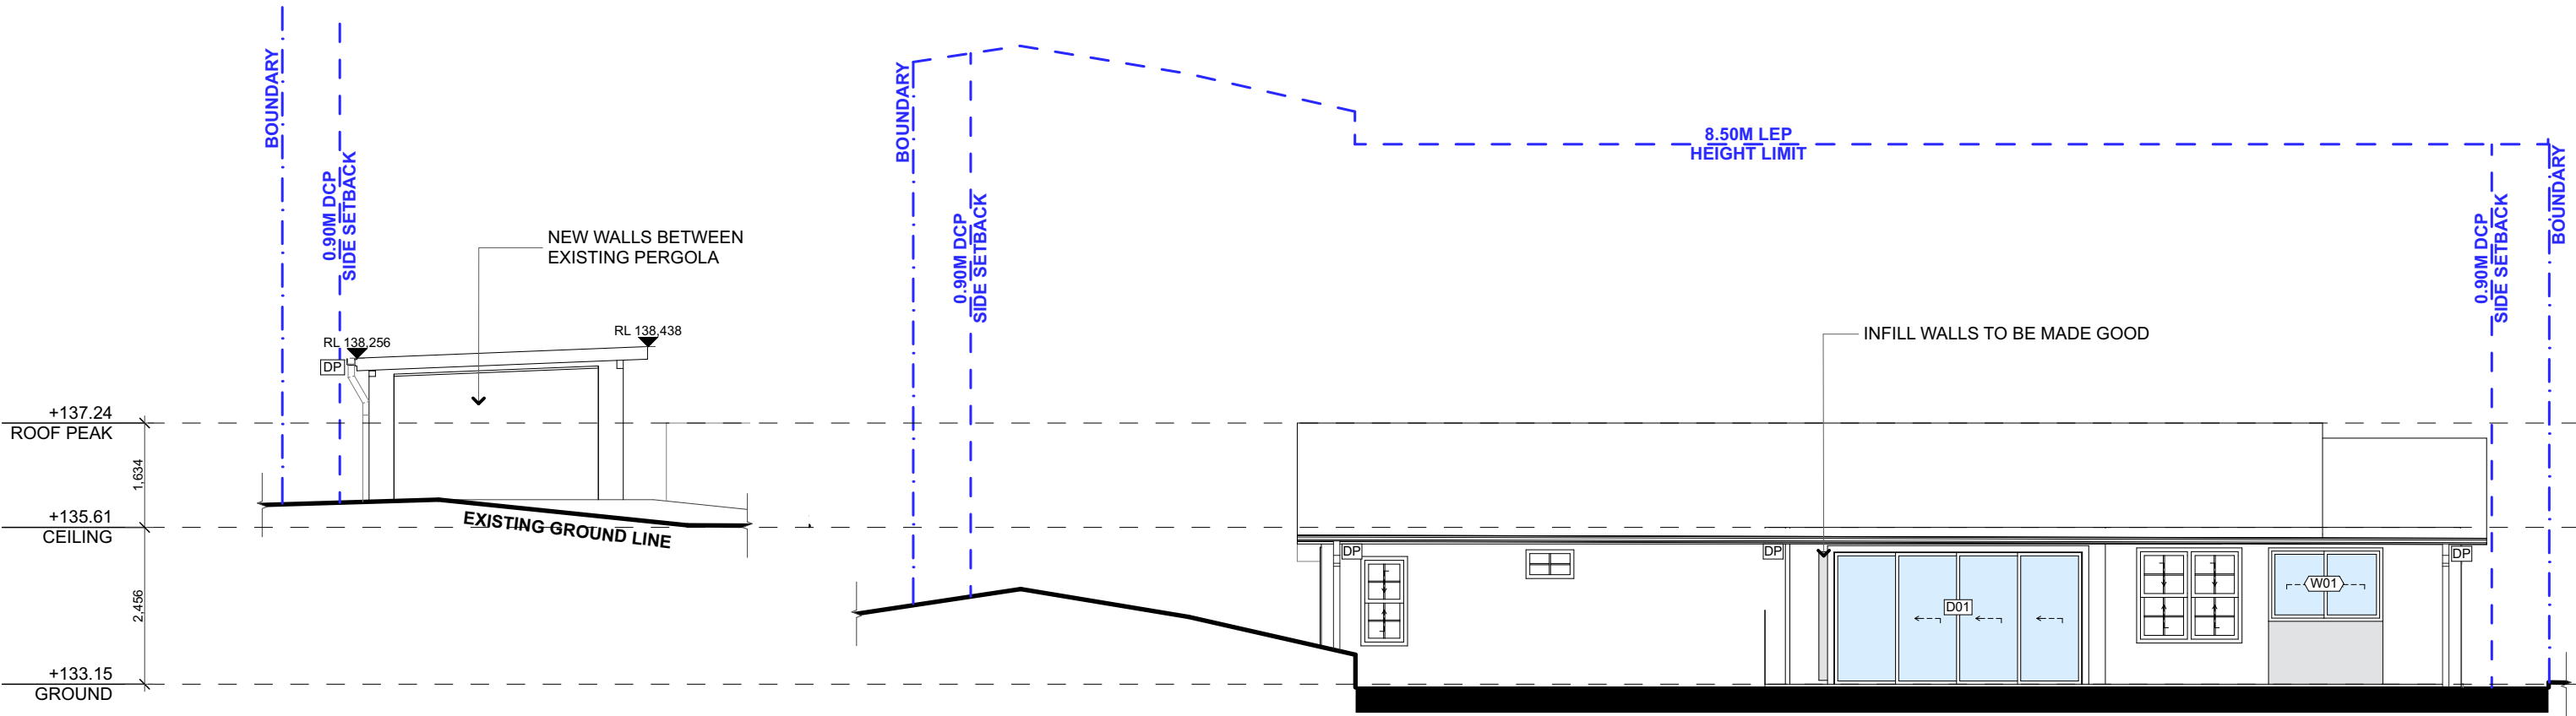 BOUNDARY
0.90M DCP
SIDE SETBACK
NEW WALLS BETWEEN
EXISTING PERGOLA
RL 138,256
RL 138,438
DP
+137.24
ROOF PEAK
1,634
+135.61
CEILING
2,456
+133.15
GROUND
EXISTING GROUND LINE
BOUNDARY
0.90M DCP
SIDE SETBACK
8.50M LEP
HEIGHT LIMIT
INFILL WALLS TO BE MADE GOOD
DP
DP
D01
W01
DP
0.90M DCP
SIDE SETBACK
BOUNDARY